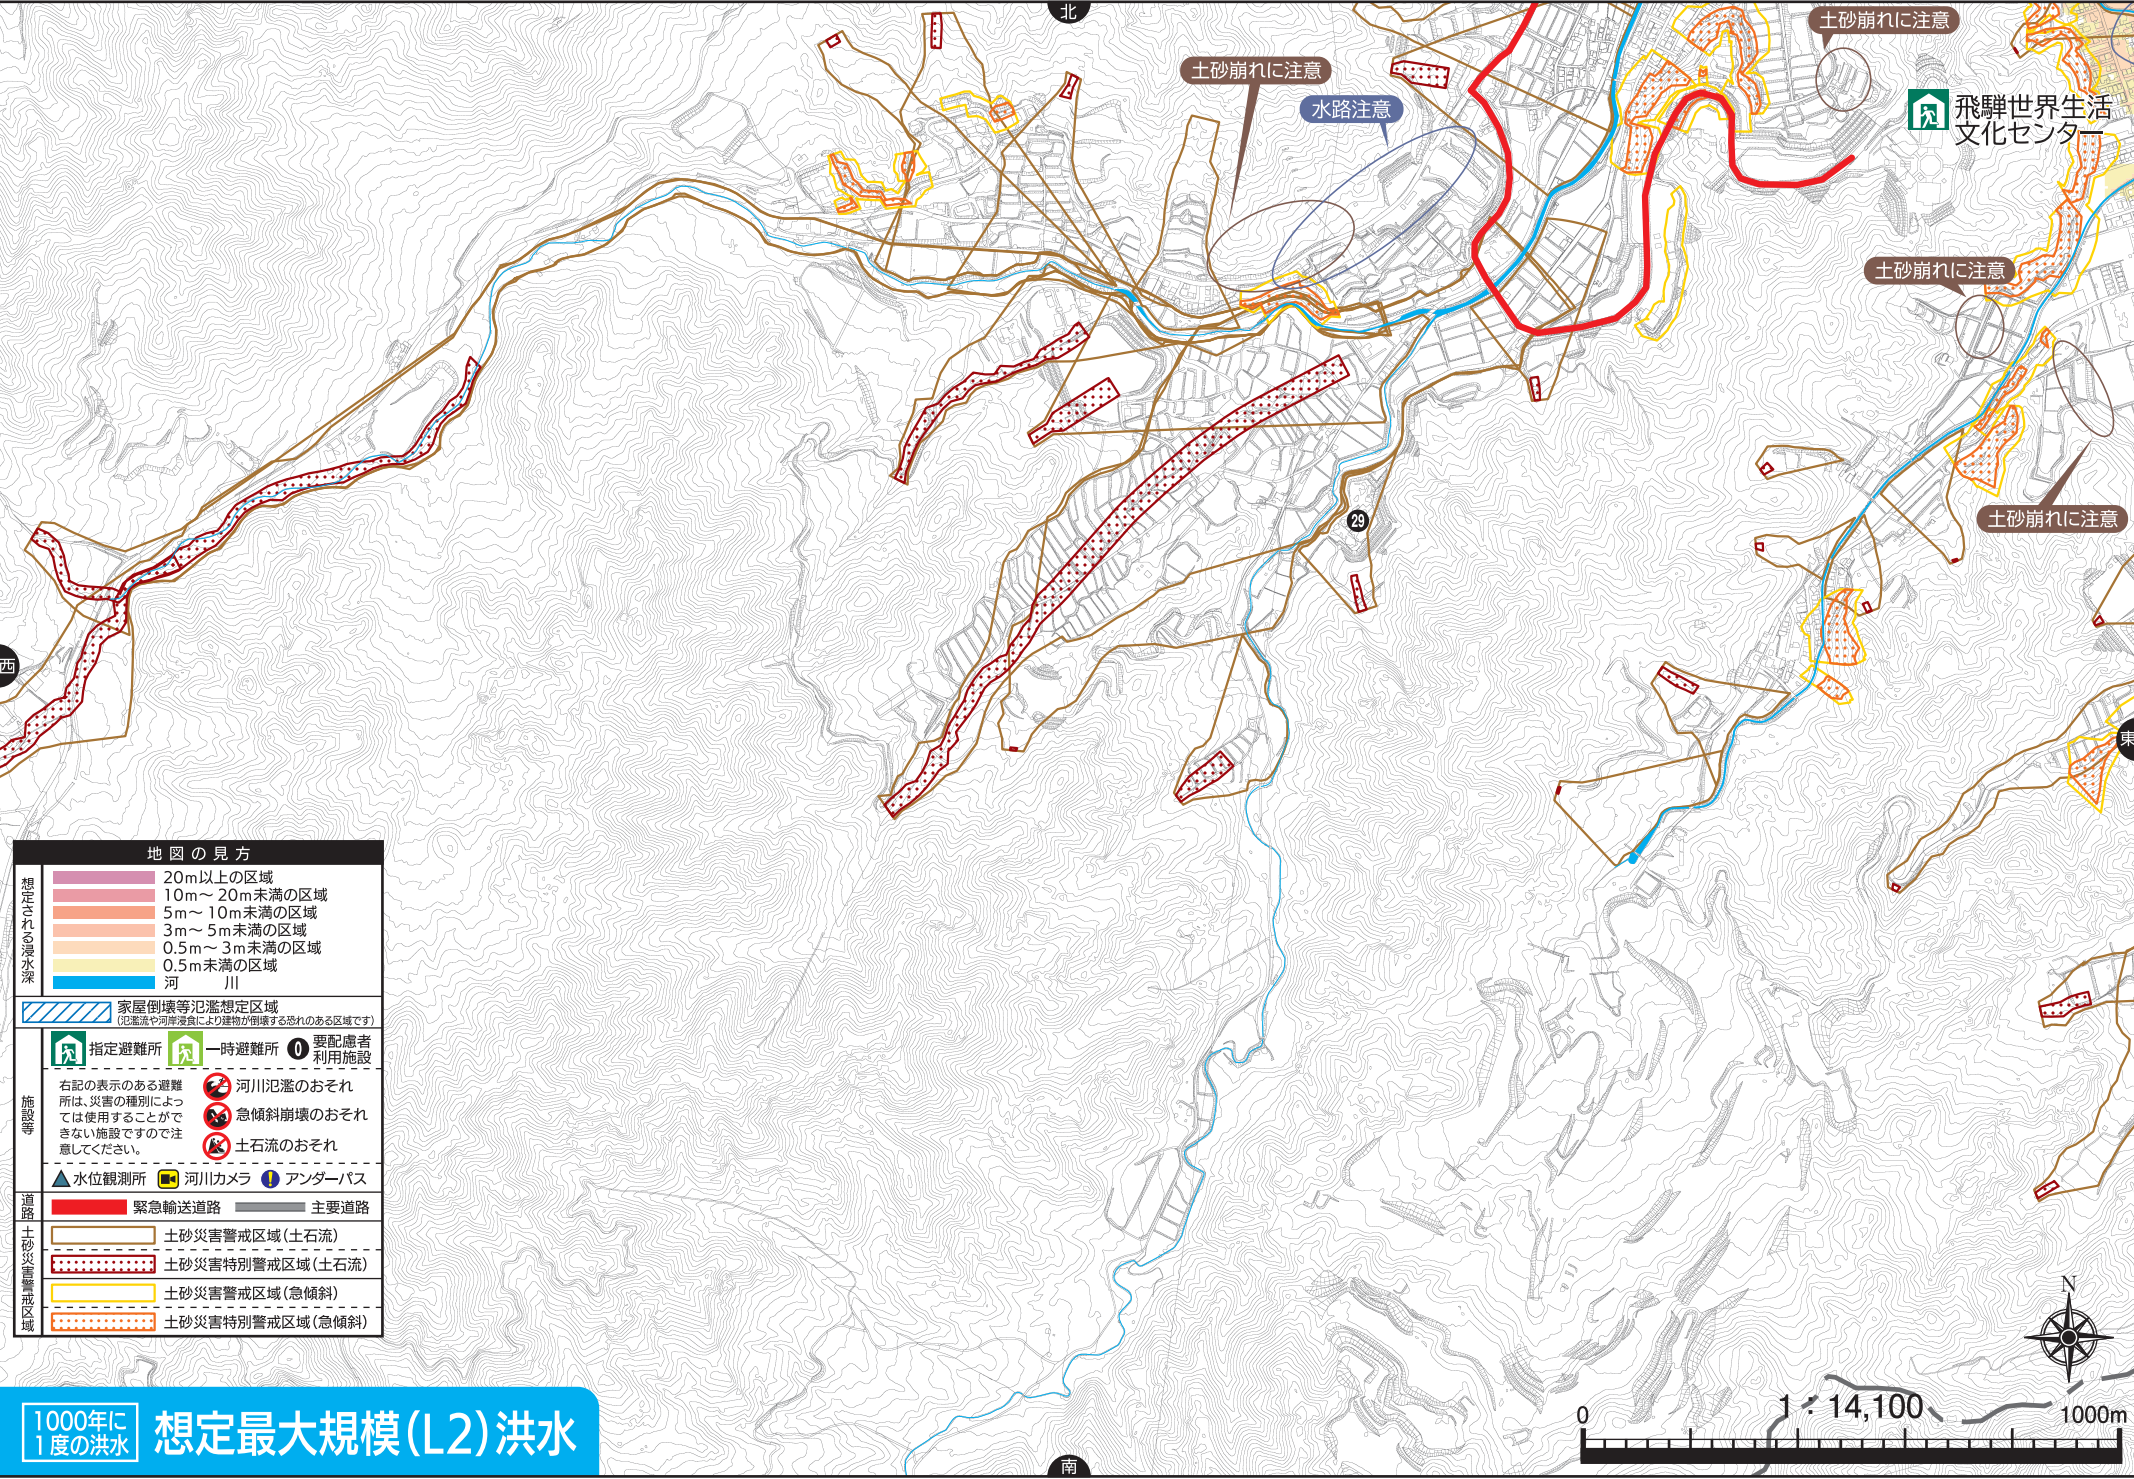 北
土砂崩れに注意
土砂崩れに注意
水路注意
飛騨世界生活
文化センター
土砂崩れに注意
土砂崩れに注意
29
西
東
地図の見方
想定される浸水深
20m以上の区域
10m～20m未満の区域
5m～10m未満の区域
3m～5m未満の区域
0.5m～3m未満の区域
0.5m未満の区域
河川
家屋倒壊等氾濫想定区域
(氾濫流や河岸浸食により建物が倒壊する恐れのある区域です)
施設等
指定避難所 一時避難所 0 要配慮者
利用施設
右記の表示のある避難
所は、災害の種別によっ
ては使用することがで
きない施設ですので注
意してください。
河川氾濫のおそれ
急傾斜崩壊のおそれ
土石流のおそれ
水位観測所 河川カメラ ! アンダーパス
道路
緊急輸送道路 主要道路
土砂災害警戒区域
土砂災害警戒区域(土石流)
土砂災害特別警戒区域(土石流)
土砂災害警戒区域(急傾斜)
土砂災害特別警戒区域(急傾斜)
1000年に
1度の洪水
想定最大規模(L2)洪水
南
N
1：14,100
0 1000m